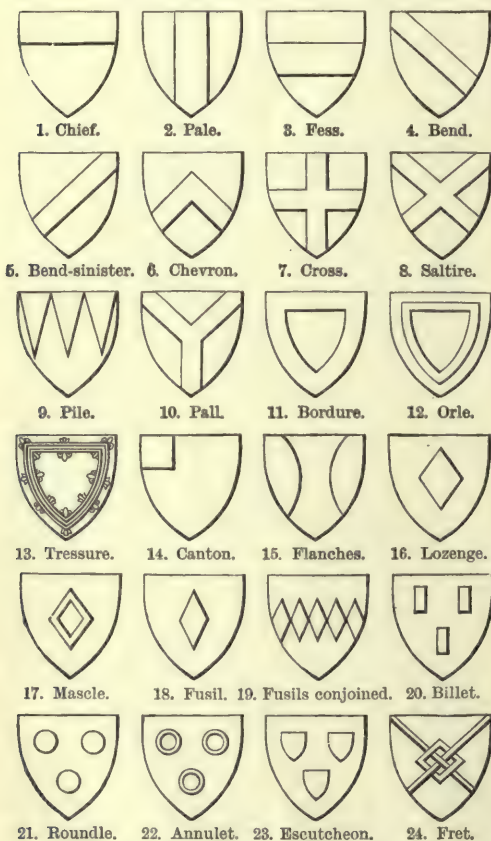 1. Chief. 2. Pale. 3. Fess. 4. Bend.
5. Bend-sinister. 6. Chevron. 7. Cross. 8. Saltire.
9. Pile. 10. Pall. 11. Bordure. 12. Orle.
13. Tressure. 14. Canton. 15. Flanches. 16. Lozenge.
17. Mascle. 18. Fusil. 19. Fusils conjoined. 20. Billet.
21. Roundle. 22. Annulet. 23. Escutcheon. 24. Fret.